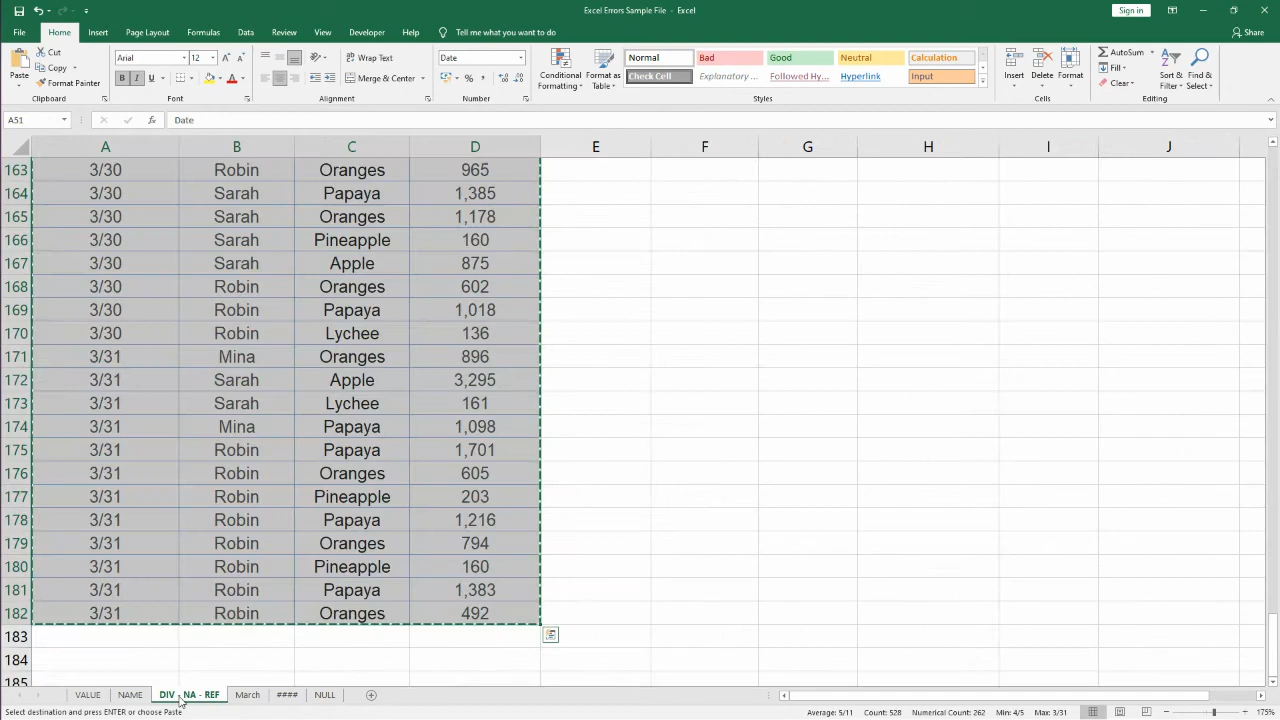 Excel Errors Sample File - Excel
Sign in
File Home Insert Page Layout Formulas Data Review View Developer Help Tell me what you want to do Share
Paste Cut Copy Format Painter Clipboard
Arial 12 B I U Font
Wrap Text Merge & Center Alignment
Date Number
Conditional Formatting Format as Table
Normal Bad Good Neutral Calculation
Check Cell Explanatory ... Followed Hy... Hyperlink Input
Styles
Insert Delete Format Cells
AutoSum Fill Clear Sort & Filter Find & Select Editing
A51 fx Date
A B C D E F G H I J
163 3/30 Robin Oranges 965
164 3/30 Sarah Papaya 1,385
165 3/30 Sarah Oranges 1,178
166 3/30 Sarah Pineapple 160
167 3/30 Sarah Apple 875
168 3/30 Robin Oranges 602
169 3/30 Robin Papaya 1,018
170 3/30 Robin Lychee 136
171 3/31 Mina Oranges 896
172 3/31 Sarah Apple 3,295
173 3/31 Sarah Lychee 161
174 3/31 Mina Papaya 1,098
175 3/31 Robin Papaya 1,701
176 3/31 Robin Oranges 605
177 3/31 Robin Pineapple 203
178 3/31 Robin Papaya 1,216
179 3/31 Robin Oranges 794
180 3/31 Robin Pineapple 160
181 3/31 Robin Papaya 1,383
182 3/31 Robin Oranges 492
183
184
185
VALUE NAME DIV - NA - REF March #### NULL
Select destination and press ENTER or choose Paste Average: 5/11 Count: 528 Numerical Count: 262 Min: 4/5 Max: 3/31 175%